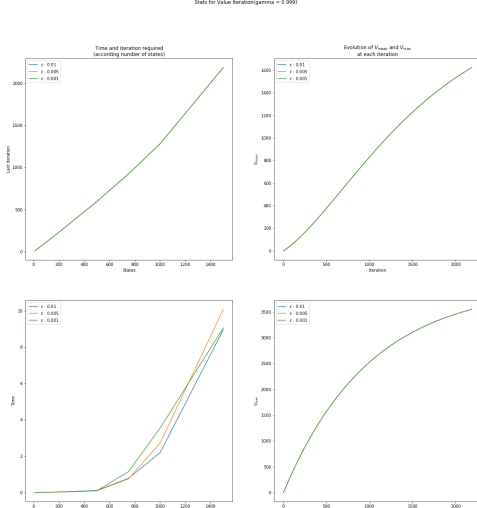 Stats for Value Iteration(gamma = 0.999)
Time and iteration required
(according number of states)
ε : 0.01
ε : 0.005
ε : 0.001
Last Iteration
2000
1500
1000
500
0
0 200 400 600 800 1000 1200 1400
States
Evolution of Vmean and Vmax
at each iteration
ε : 0.01
ε : 0.005
ε : 0.001
Vmean
1600
1400
1200
1000
800
600
400
200
0
0 500 1000 1500 2000
Iteration
ε : 0.01
ε : 0.005
ε : 0.001
Time
10
8
6
4
2
0
0 200 400 600 800 1000 1200 1400
ε : 0.01
ε : 0.005
ε : 0.001
Vmax
3500
3000
2500
2000
1500
1000
500
0
0 500 1000 1500 2000